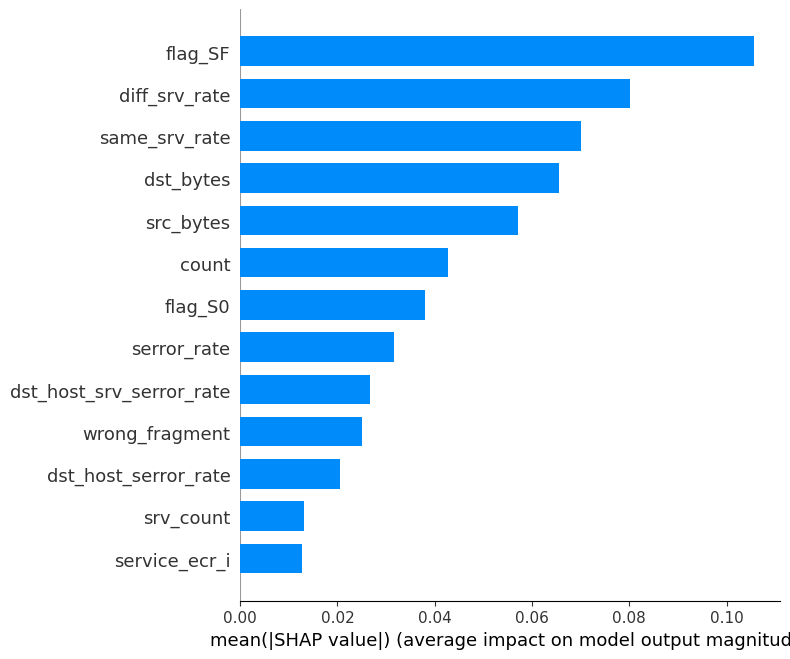 flag_SF
diff_srv_rate
same_srv_rate
dst_bytes
src_bytes
count
flag_S0
serror_rate
dst_host_srv_serror_rate
wrong_fragment
dst_host_serror_rate
srv_count
service_ecr_i
0.00 0.02 0.04 0.06 0.08 0.10
mean(|SHAP value|) (average impact on model output magnitud